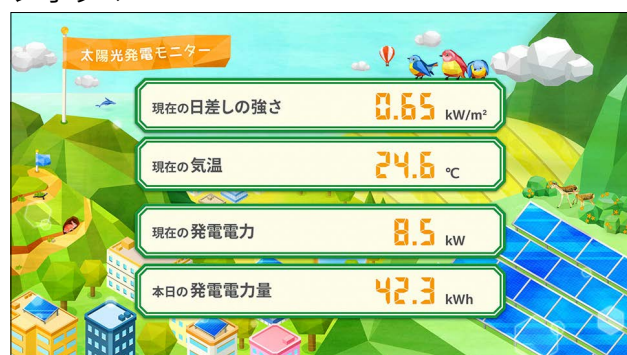 太陽光発電モニター
現在の日差しの強さ 0.65 kW/m²
現在の気温 24.6 ℃
現在の発電電力 8.5 kW
本日の発電電力量 42.3 kWh